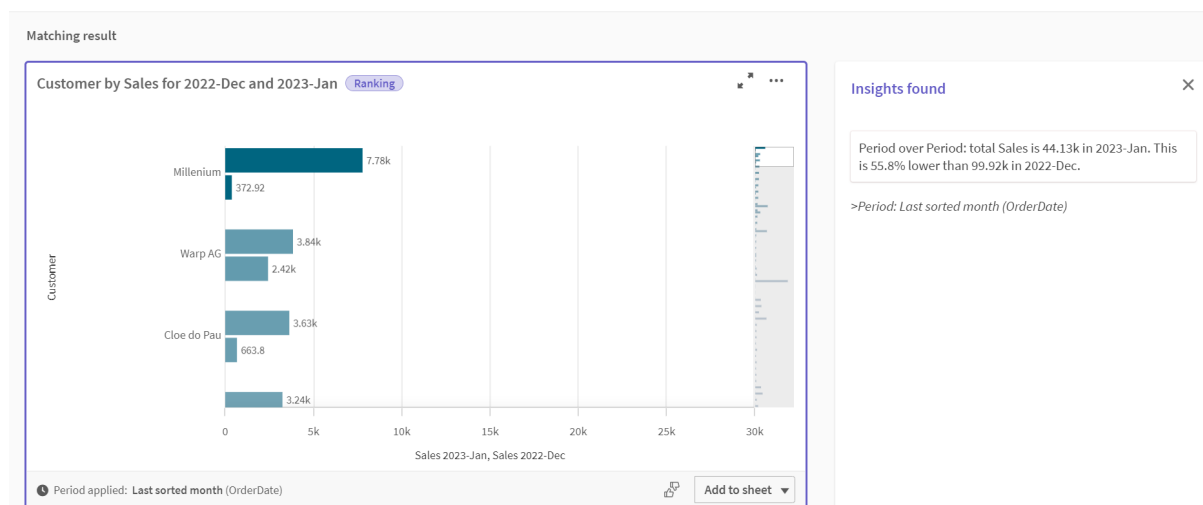 Matching result
Customer by Sales for 2022-Dec and 2023-Jan Ranking
Millenium
7.78k
372.92
Warp AG
3.84k
2.42k
Cloe do Pau
3.63k
663.8
3.24k
Customer
0 5k 10k 15k 20k 25k 30k
Sales 2023-Jan, Sales 2022-Dec
Period applied: Last sorted month (OrderDate)
Add to sheet
Insights found
Period over Period: total Sales is 44.13k in 2023-Jan. This
is 55.8% lower than 99.92k in 2022-Dec.
>Period: Last sorted month (OrderDate)